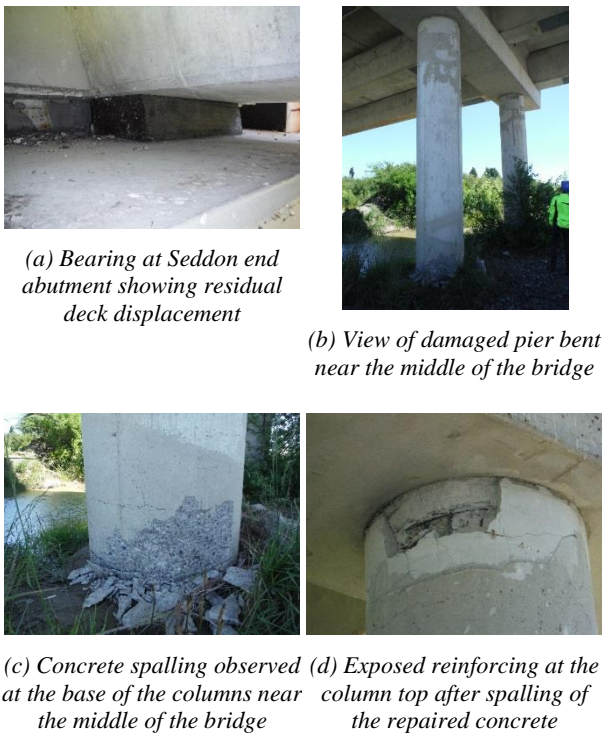 (a) Bearing at Seddon end
abutment showing residual
deck displacement
(b) View of damaged pier bent
near the middle of the bridge
(c) Concrete spalling observed
at the base of the columns near
the middle of the bridge
(d) Exposed reinforcing at the
column top after spalling of
the repaired concrete